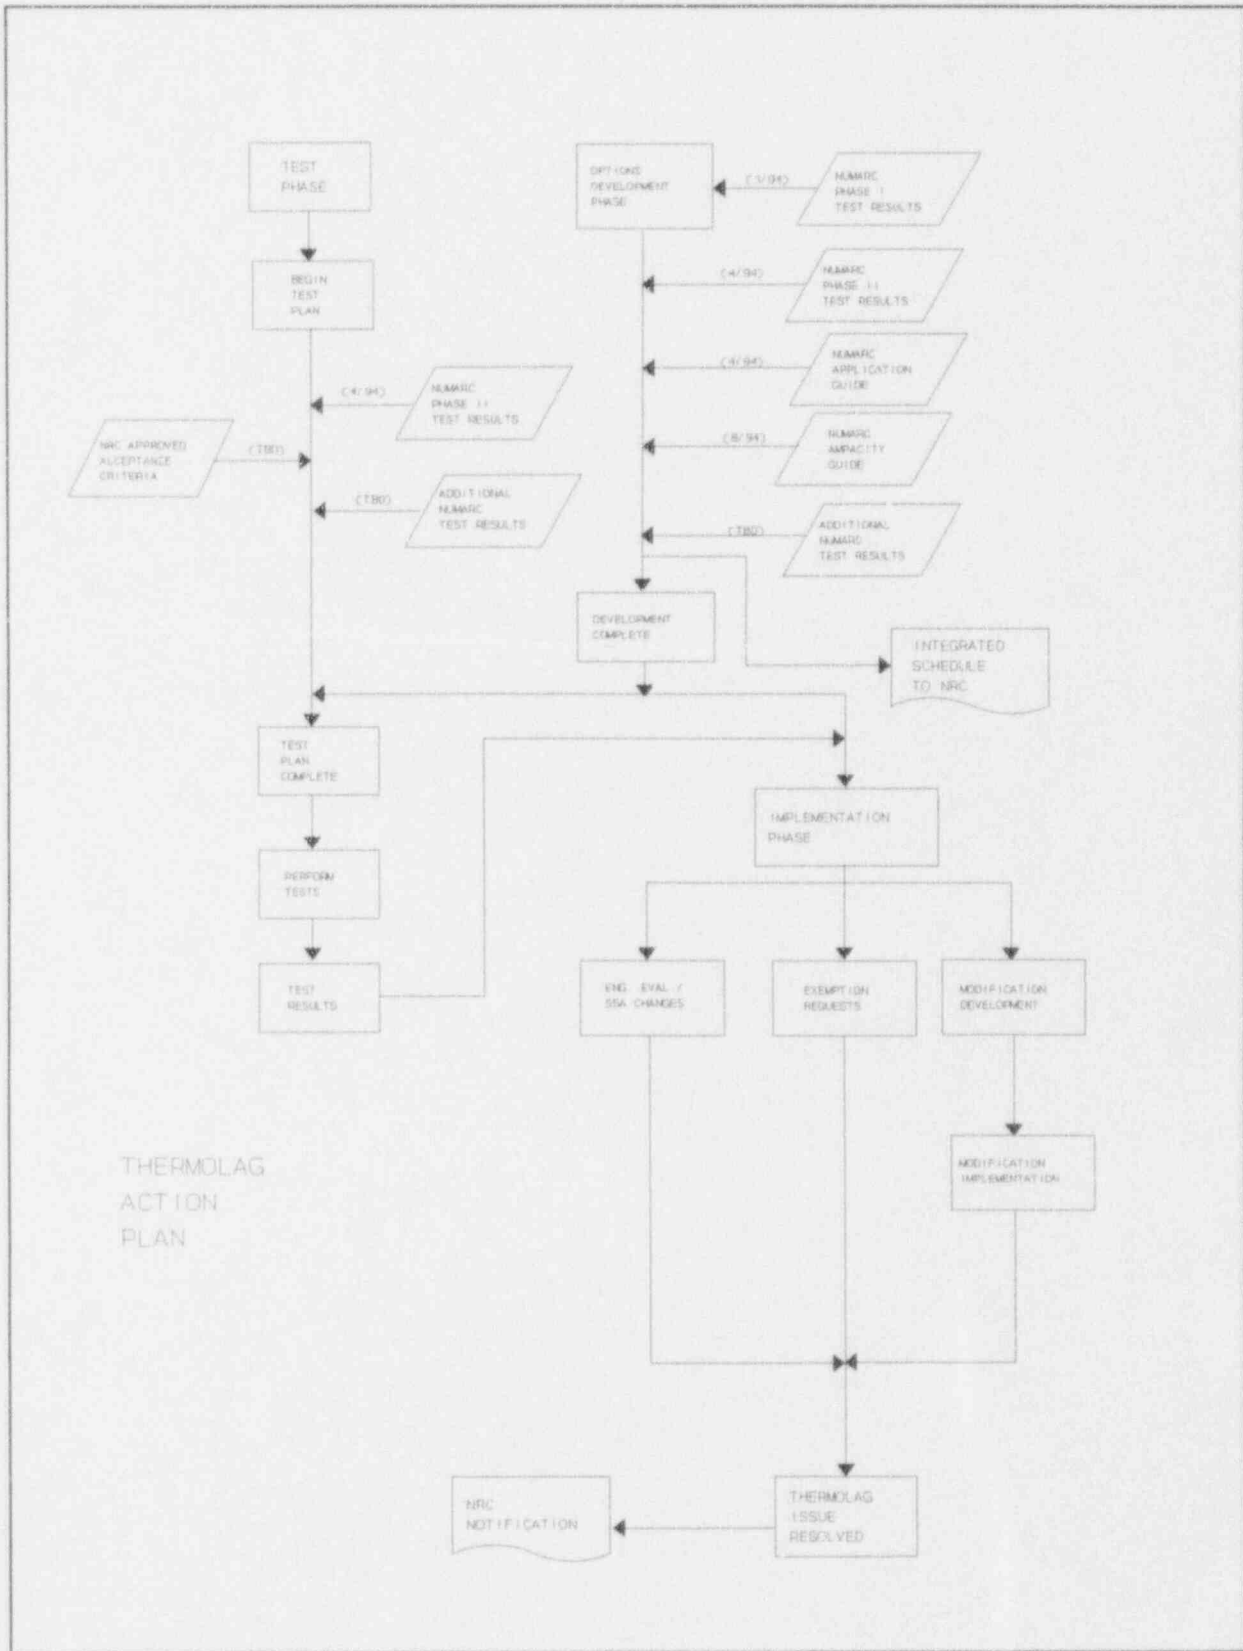 TEST
PHASE
OPTIONS
DEVELOPMENT
PHASE
(1/94)
NUMARC
PHASE I
TEST RESULTS
BEGIN
TEST
PLAN
(4/94)
NUMARC
PHASE II
TEST RESULTS
(4/94)
NUMARC
APPLICATION
GUIDE
(4/94)
NUMARC
PHASE II
TEST RESULTS
NRC APPROVED
ACCEPTANCE
CRITERIA
(TBD)
NUMARC
AMPACITY
GUIDE
(TBD)
ADDITIONAL
NUMARC
TEST RESULTS
(TBD)
ADDITIONAL
NUMARC
TEST RESULTS
DEVELOPMENT
COMPLETE
INTEGRATED
SCHEDULE
TO NRC
TEST
PLAN
COMPLETE
IMPLEMENTATION
PHASE
PERFORM
TESTS
TEST
RESULTS
ENG. EVAL /
SSA CHANGES
EXEMPTION
REQUESTS
MODIFICATION
DEVELOPMENT
MODIFICATION
IMPLEMENTATION
THERMOLAG
ACTION
PLAN
NRC
NOTIFICATION
THERMOLAG
ISSUE
RESOLVED